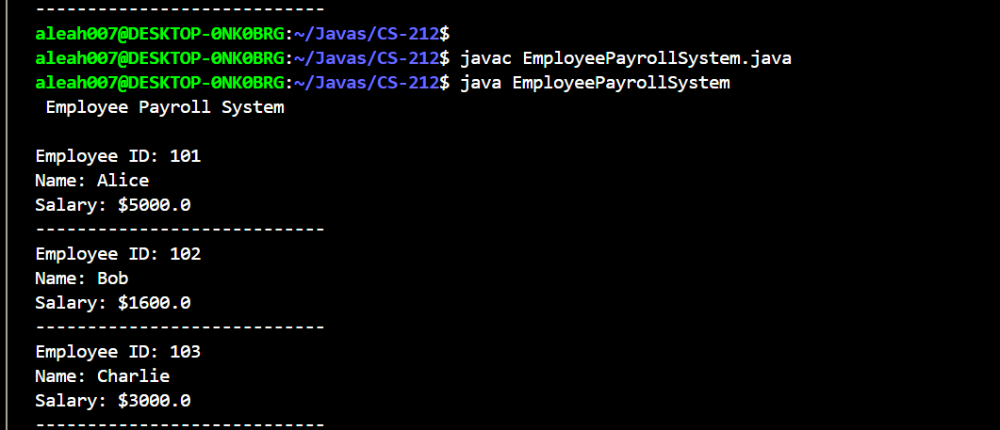 ----------------------------
aleah007@DESKTOP-0NK0BRG:~/Javas/CS-212$
aleah007@DESKTOP-0NK0BRG:~/Javas/CS-212$ javac EmployeePayrollSystem.java
aleah007@DESKTOP-0NK0BRG:~/Javas/CS-212$ java EmployeePayrollSystem
 Employee Payroll System

Employee ID: 101
Name: Alice
Salary: $5000.0
----------------------------
Employee ID: 102
Name: Bob
Salary: $1600.0
----------------------------
Employee ID: 103
Name: Charlie
Salary: $3000.0
----------------------------